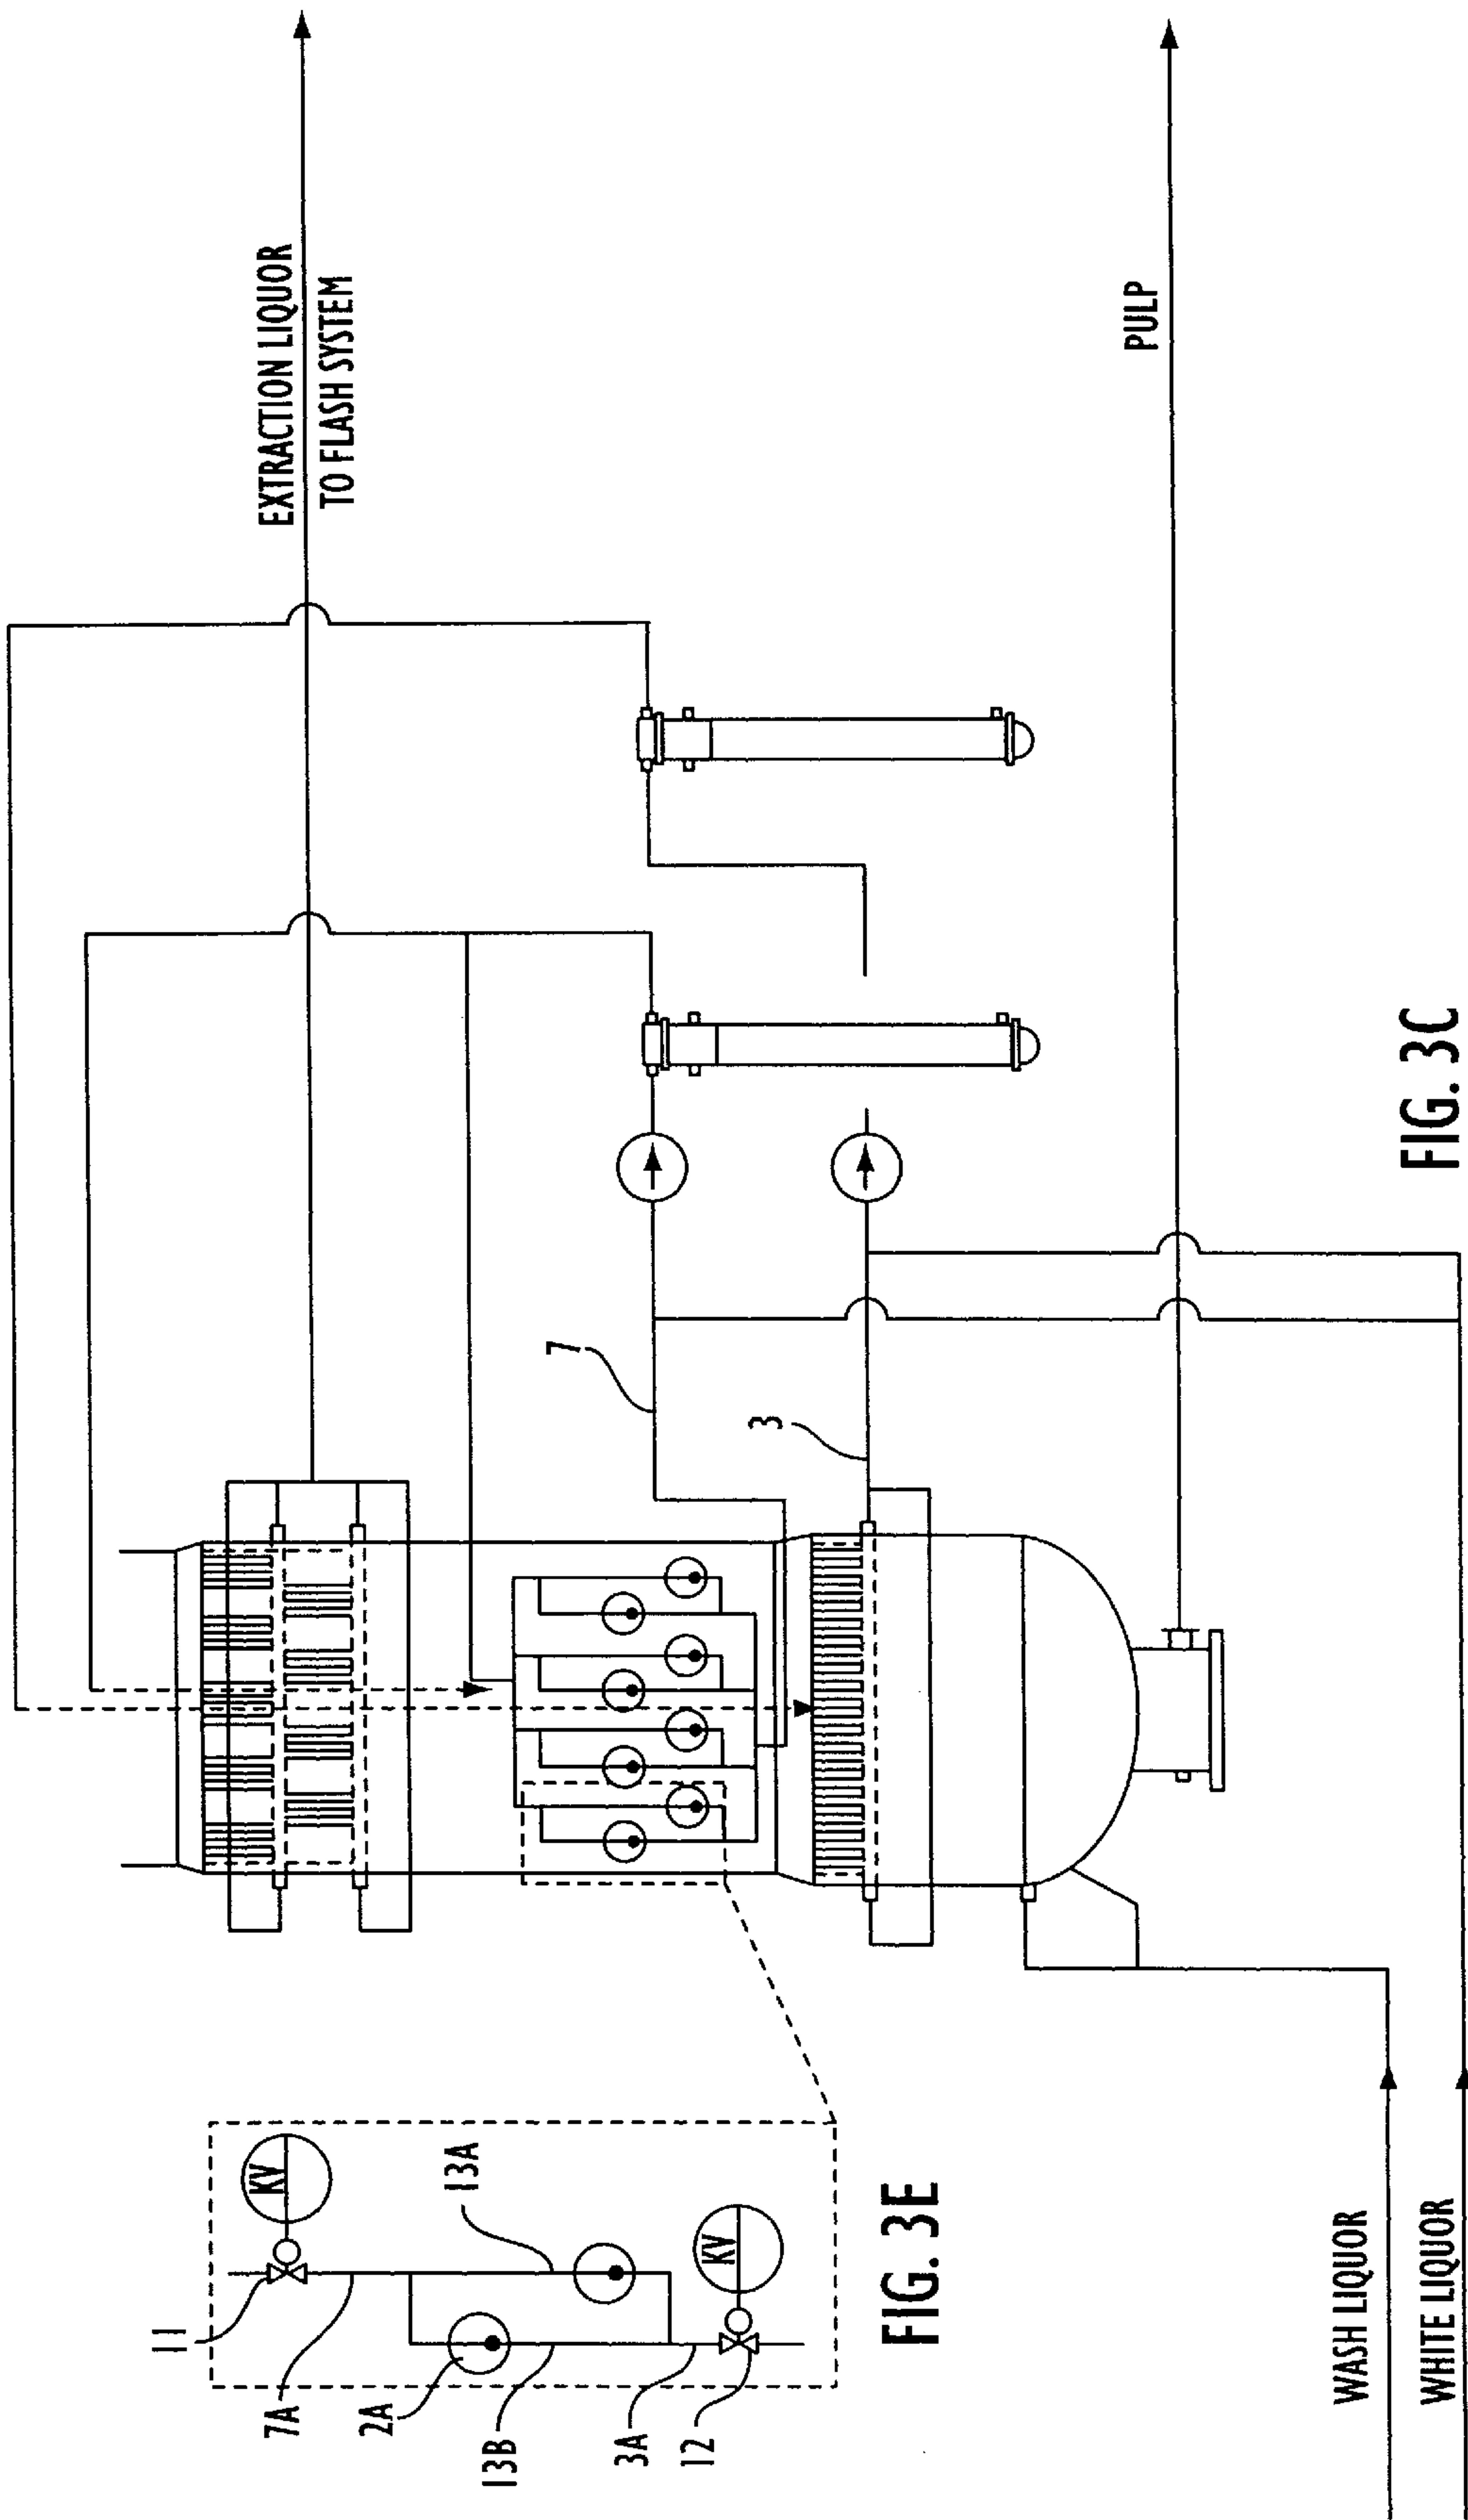 EXTRACTION LIQUOR
TO FLASH SYSTEM
PULP
7
3
FIG. 3C
KV
13A
KV
11
7A
2A
13B
3A
12
FIG. 3E
WASH LIQUOR
WHITE LIQUOR